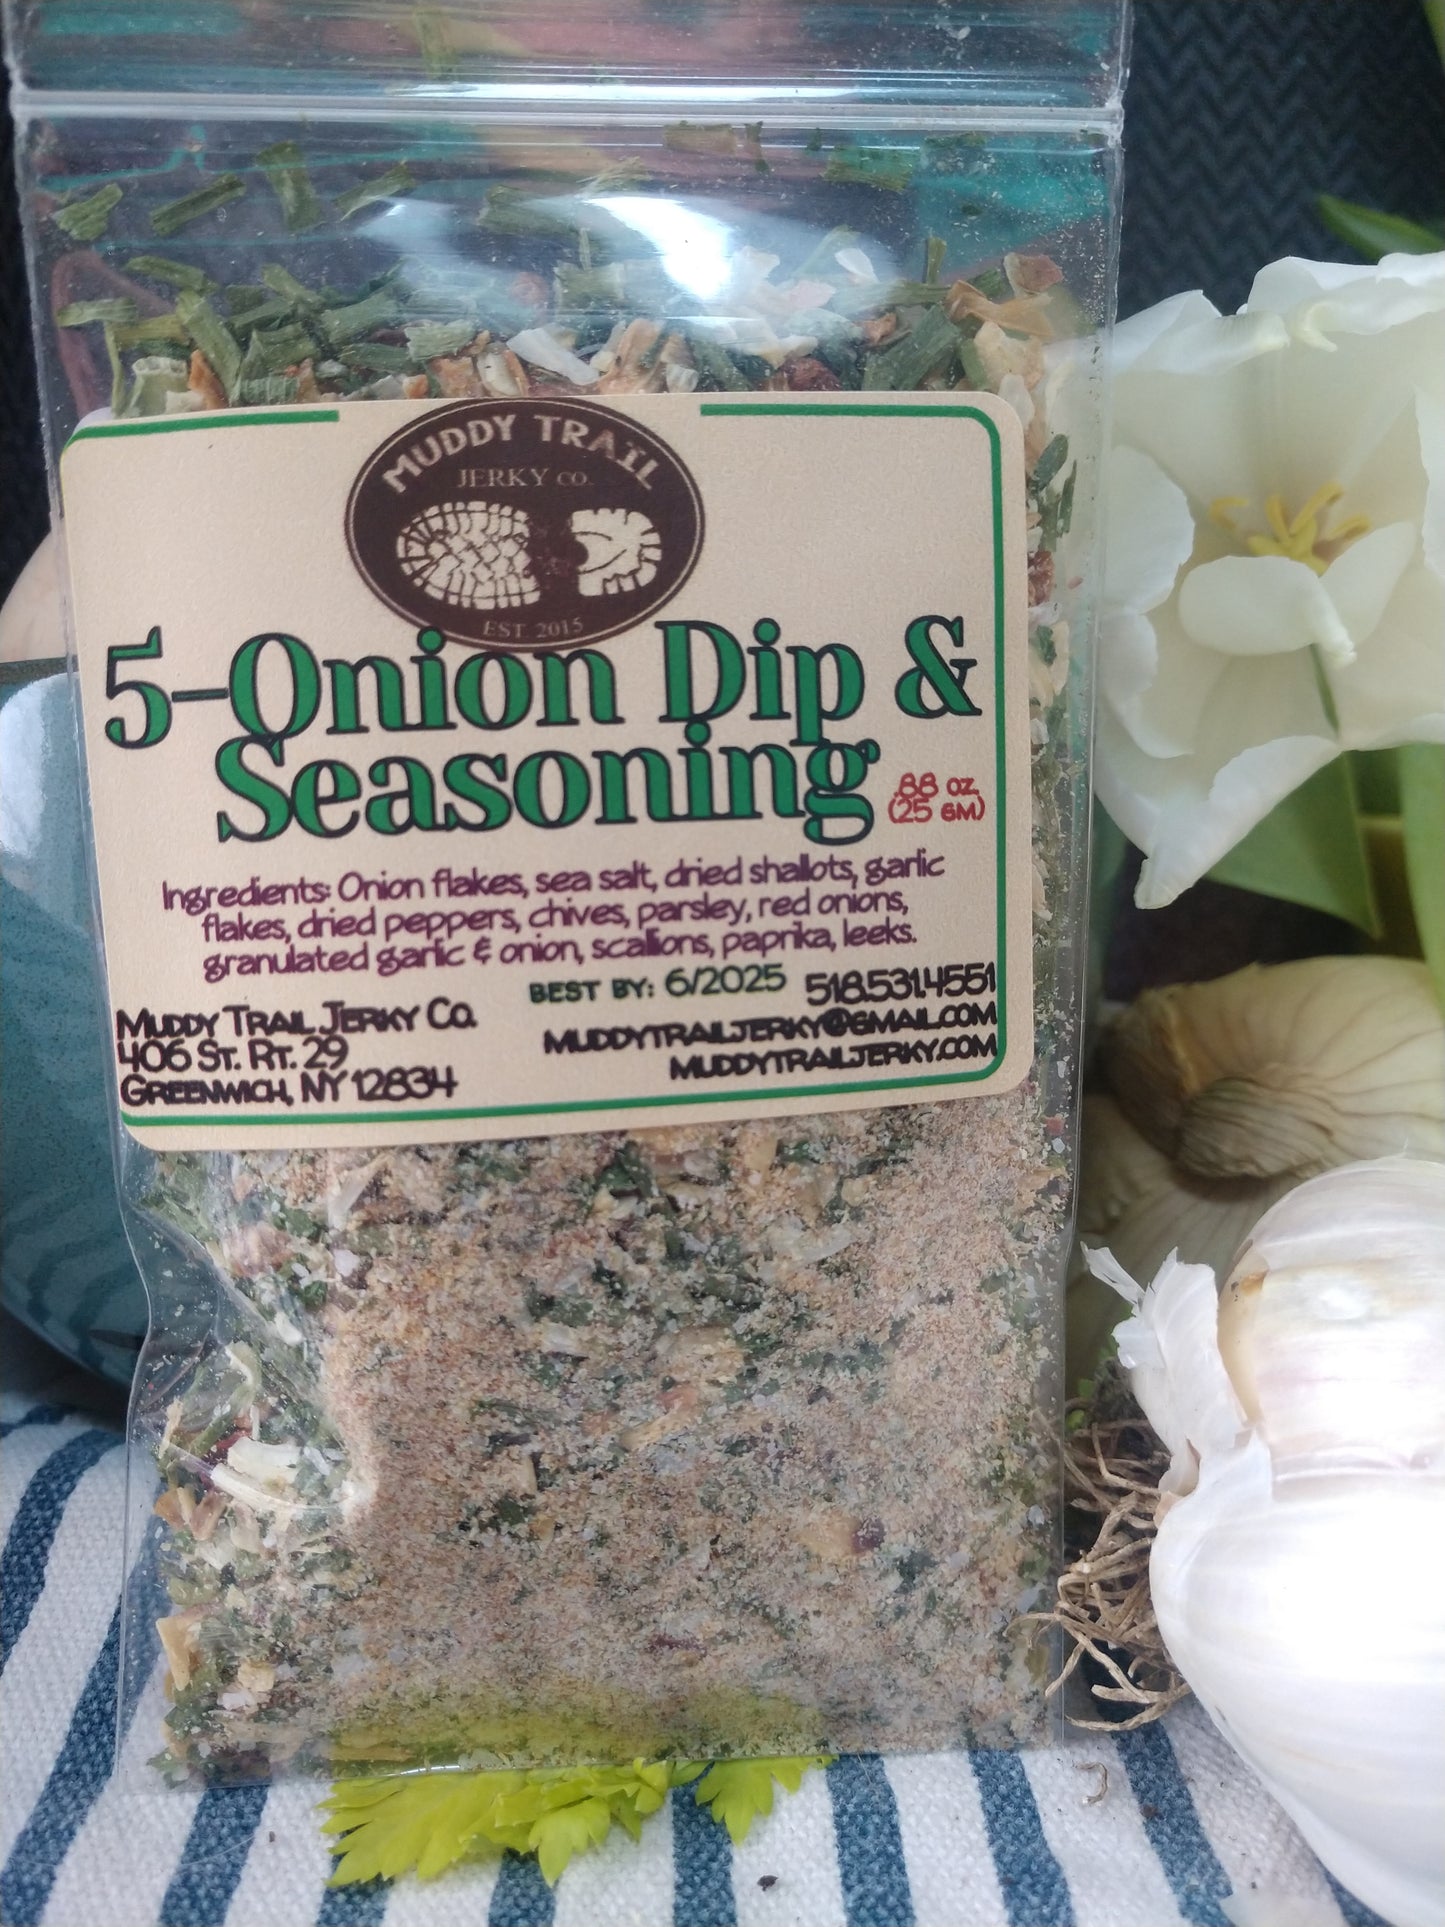 MUDDY TRAIL
JERKY CO.
EST. 2015
5-Onion Dip &
Seasoning
.88 OZ.
(25 GM)
Ingredients: Onion flakes, sea salt, dried shallots, garlic
flakes, dried peppers, chives, parsley, red onions,
granulated garlic & onion, scallions, paprika, leeks.
BEST BY: 6/2025
518.531.4551
MUDDYTRAILJERKY@GMAIL.COM
MUDDYTRAILJERKY.COM
MUDDY TRAIL JERKY CO.
406 ST. RT. 29
GREENWICH, NY 12834